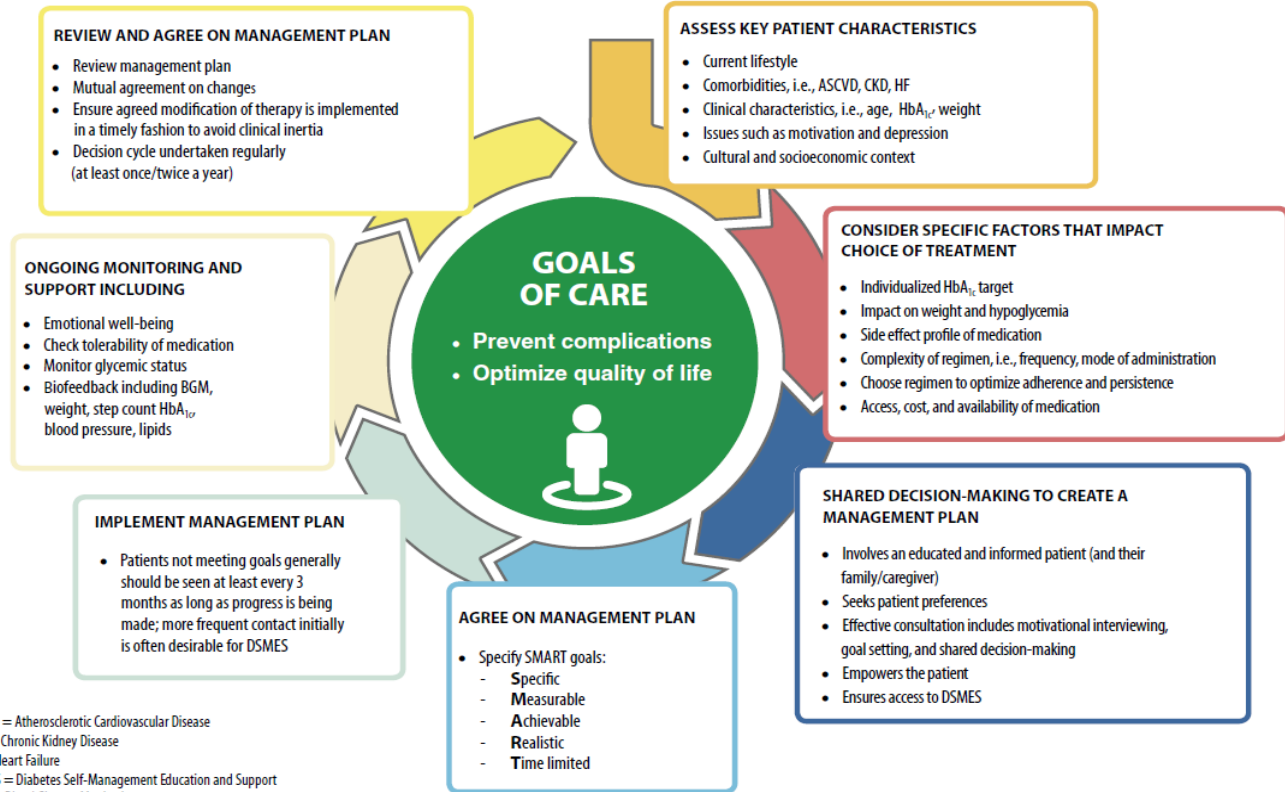 REVIEW AND AGREE ON MANAGEMENT PLAN
• Review management plan
• Mutual agreement on changes
• Ensure agreed modification of therapy is implemented
in a timely fashion to avoid clinical inertia
• Decision cycle undertaken regularly
(at least once/twice a year)
ASSESS KEY PATIENT CHARACTERISTICS
• Current lifestyle
• Comorbidities, i.e., ASCVD, CKD, HF
• Clinical characteristics, i.e., age, HbA1c, weight
• Issues such as motivation and depression
• Cultural and socioeconomic context
CONSIDER SPECIFIC FACTORS THAT IMPACT
CHOICE OF TREATMENT
• Individualized HbA1c target
• Impact on weight and hypoglycemia
• Side effect profile of medication
• Complexity of regimen, i.e., frequency, mode of administration
• Choose regimen to optimize adherence and persistence
• Access, cost, and availability of medication
SHARED DECISION-MAKING TO CREATE A
MANAGEMENT PLAN
• Involves an educated and informed patient (and their
family/caregiver)
• Seeks patient preferences
• Effective consultation includes motivational interviewing,
goal setting, and shared decision-making
• Empowers the patient
• Ensures access to DSMES
AGREE ON MANAGEMENT PLAN
• Specify SMART goals:
- Specific
- Measurable
- Achievable
- Realistic
- Time limited
IMPLEMENT MANAGEMENT PLAN
• Patients not meeting goals generally
should be seen at least every 3
months as long as progress is being
made; more frequent contact initially
is often desirable for DSMES
ONGOING MONITORING AND
SUPPORT INCLUDING
• Emotional well-being
• Check tolerability of medication
• Monitor glycemic status
• Biofeedback including BGM,
weight, step count HbA1c,
blood pressure, lipids
GOALS
OF CARE
• Prevent complications
• Optimize quality of life
= Atherosclerotic Cardiovascular Disease
Chronic Kidney Disease
Failure
= Diabetes Self-Management Education and Support